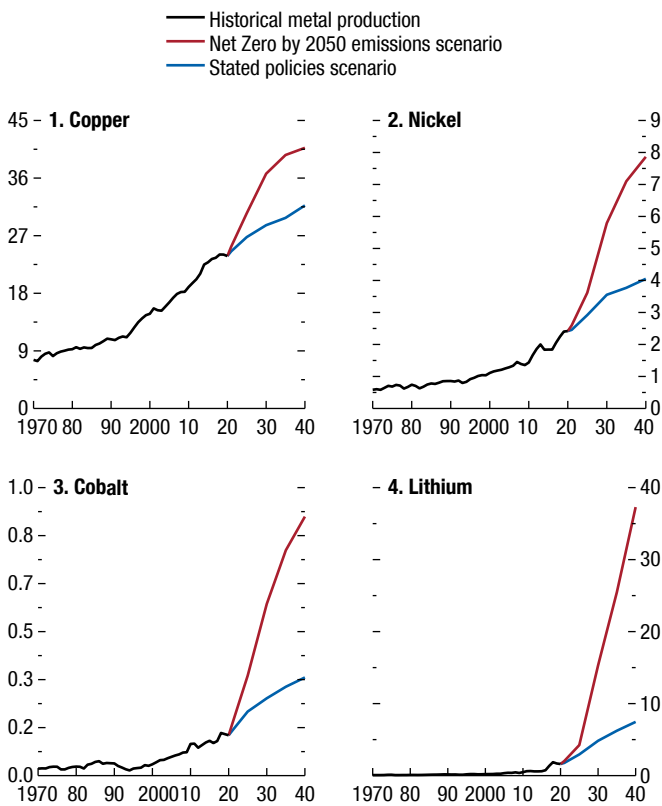 Historical metal production
Net Zero by 2050 emissions scenario
Stated policies scenario
1. Copper
45
36
27
18
9
0
1970 80 90 2000 10 20 30 40
2. Nickel
9
8
7
6
5
4
3
2
1
0
1970 80 90 2000 10 20 30 40
3. Cobalt
1.0
0.8
0.7
0.5
0.3
0.2
0.0
1970 80 90 2000 10 20 30 40
4. Lithium
40
30
20
10
0
1970 80 90 2000 10 20 30 40